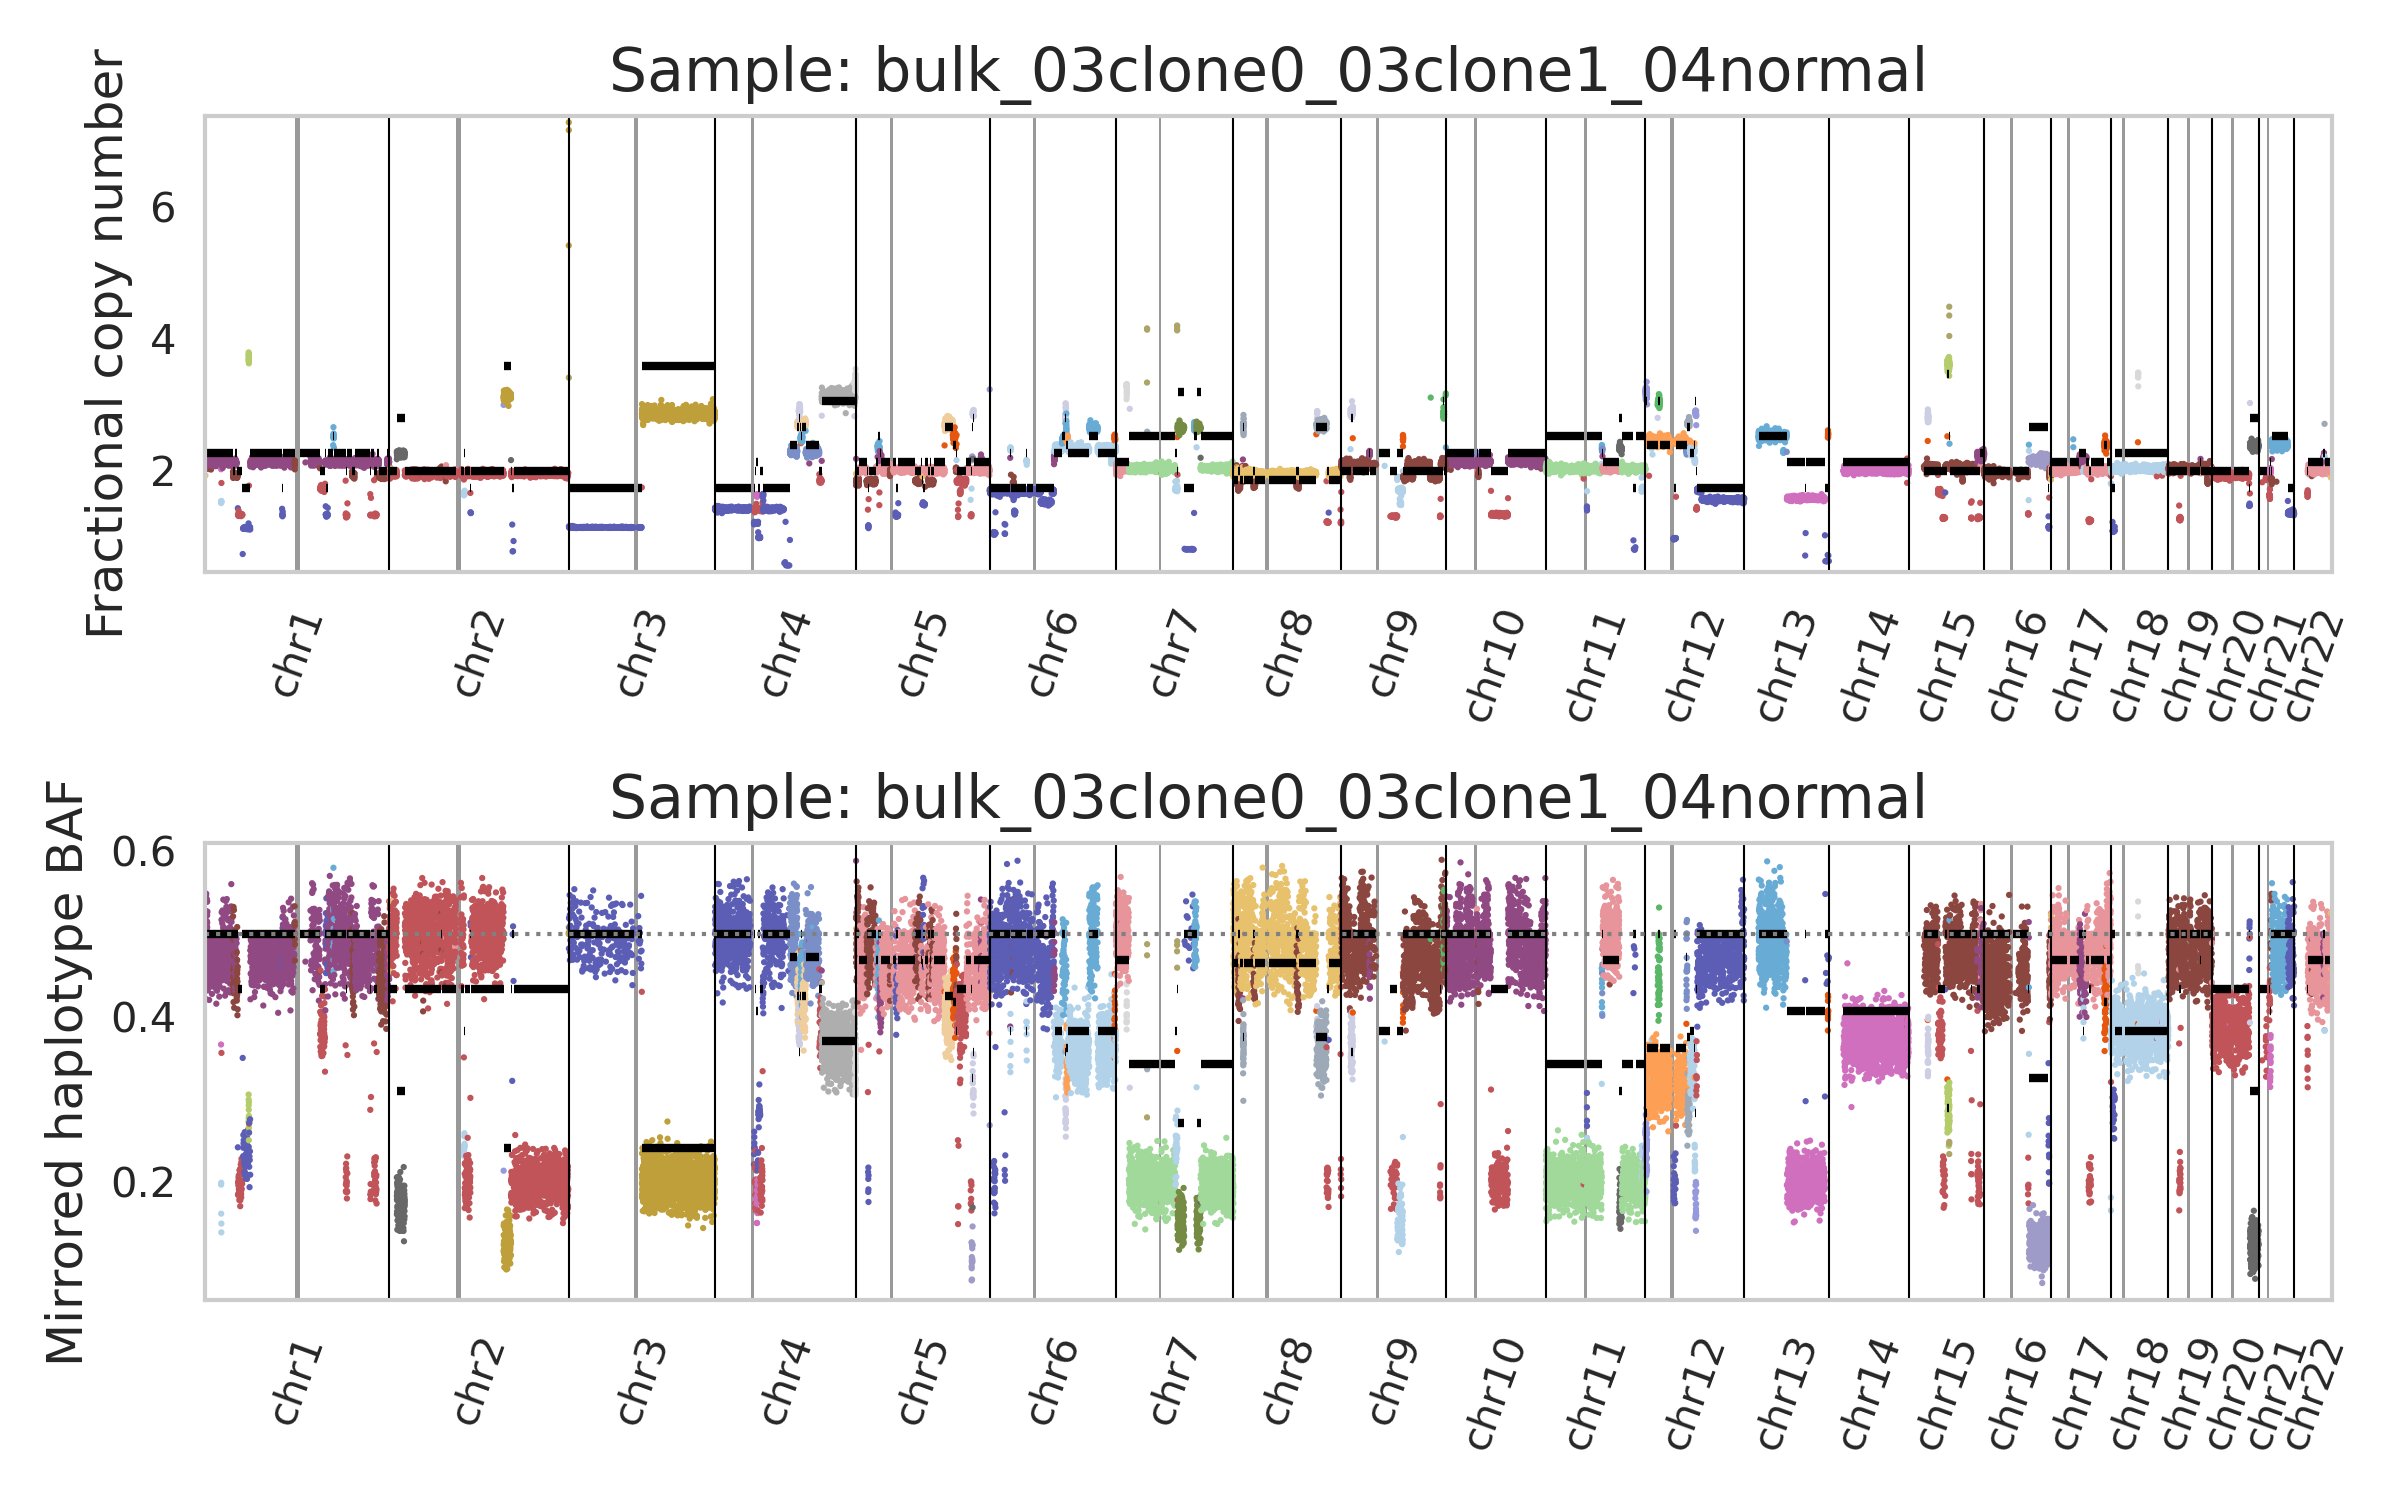 Sample: bulk_03clone0_03clone1_04normal
Fractional copy number
6
4
2
chr1 chr2 chr3 chr4 chr5 chr6 chr7 chr8 chr9 chr10 chr11 chr12 chr13 chr14 chr15 chr16 chr17 chr18 chr19 chr20 chr21 chr22
Sample: bulk_03clone0_03clone1_04normal
Mirrored haplotype BAF
0.6
0.4
0.2
chr1 chr2 chr3 chr4 chr5 chr6 chr7 chr8 chr9 chr10 chr11 chr12 chr13 chr14 chr15 chr16 chr17 chr18 chr19 chr20 chr21 chr22